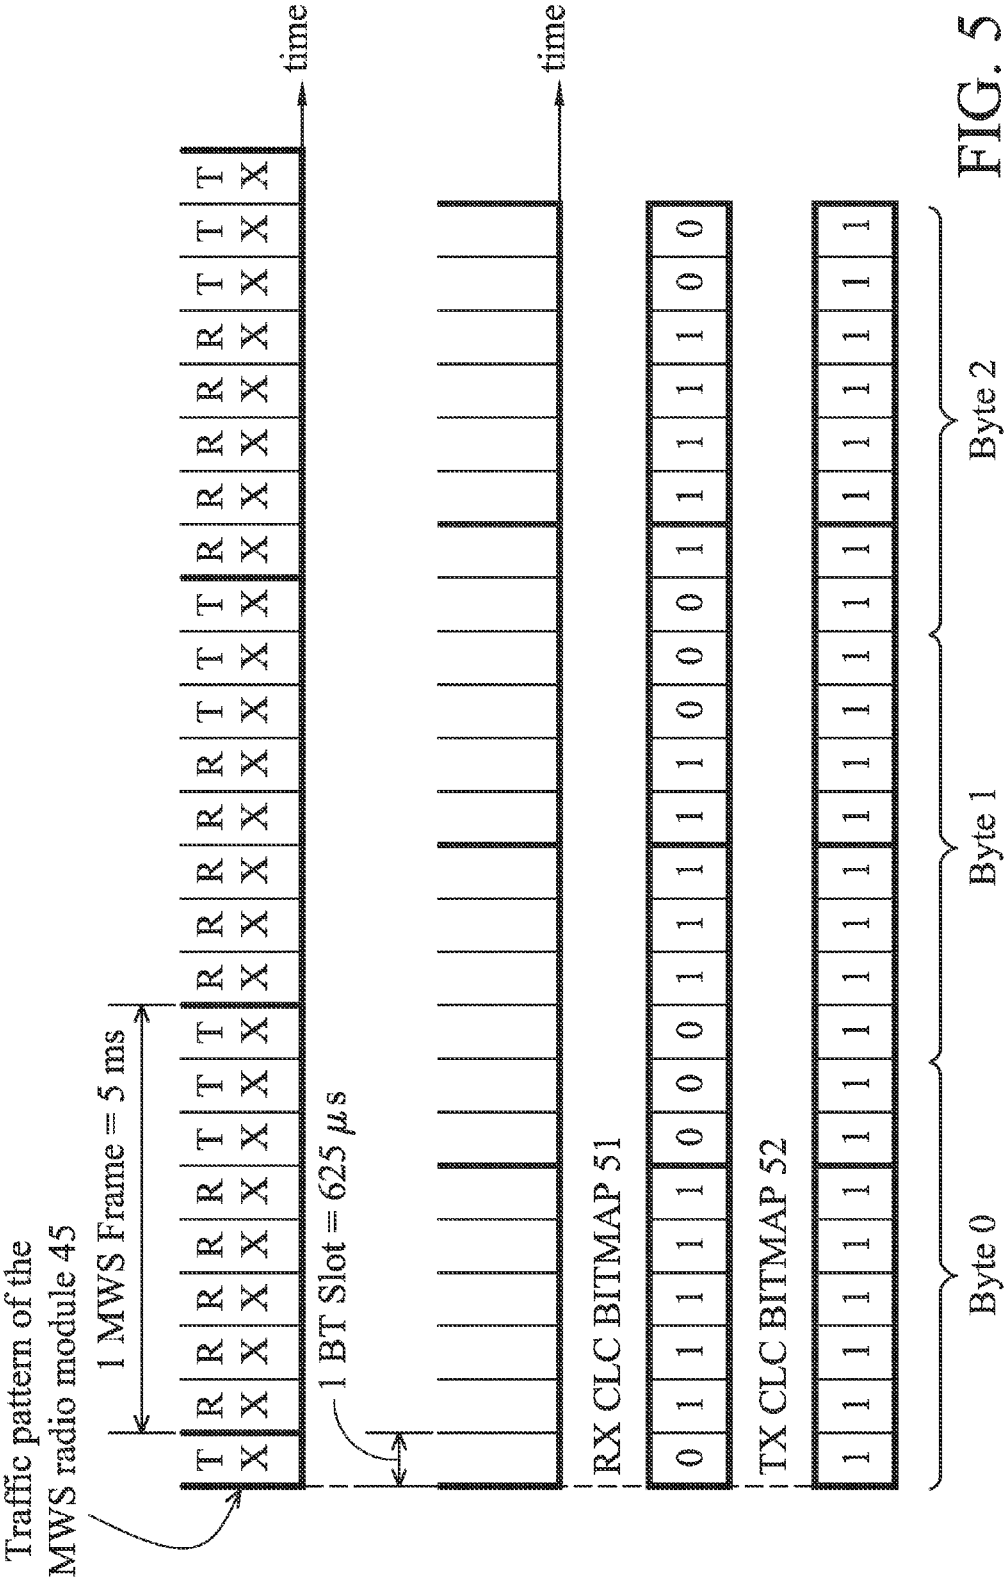 Traffic pattern of the
MWS radio module 45
1 MWS Frame = 5 ms
T R R R R R T T T R R R R R T T T R R R R R T T T
X X X X X X X X X X X X X X X X X X X X X X X X X
time
1 BT Slot = 625 μs
time
RX CLC BITMAP 51
0 1 1 1 1 1 0 0 0 1 1 1 1 1 0 0 0 1 1 1 1 1 0 0
TX CLC BITMAP 52
1 1 1 1 1 1 1 1 1 1 1 1 1 1 1 1 1 1 1 1 1 1 1 1
Byte 0 Byte 1 Byte 2
FIG. 5